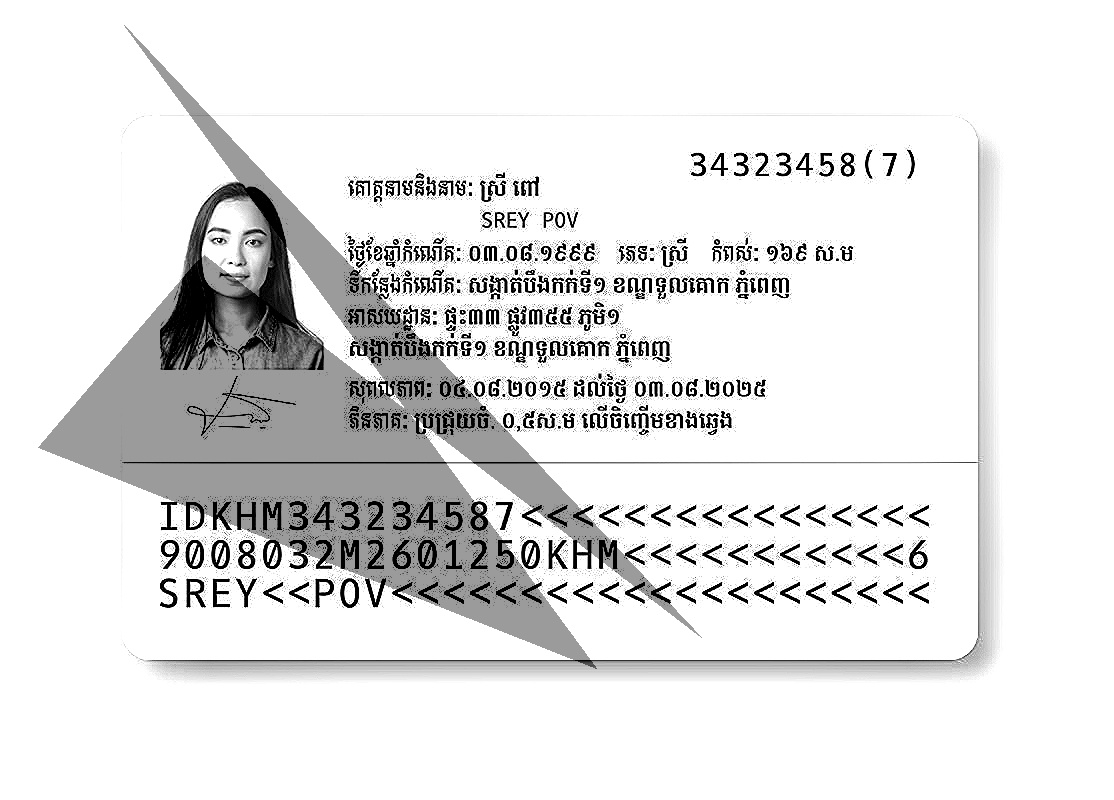 34323458(7)
គោត្តនាមនិងនាម: ស្រី ពៅ
SREY POV
ថ្ងៃខែឆ្នាំកំណើត: ០៣.០៨.១៩៩៩ ភេទ: ស្រី កំពស់: ១៦៩ ស.ម
ទីកន្លែងកំណើត: សង្កាត់បឹងកក់ទី១ ខណ្ឌទួលគោក ភ្នំពេញ
អាសយដ្ឋាន: ផ្ទះ៣៣ ផ្លូវ៣៥៥ ភូមិ១
សង្កាត់បឹងកក់ទី១ ខណ្ឌទួលគោក ភ្នំពេញ
សុពលភាព: ០៤.០៨.២០១៥ ដល់ថ្ងៃ ០៣.០៨.២០២៥
ភិនភាគ: ប្រជ្រុយចំ. ០,៥ស.ម លើចិញ្ចើមខាងឆ្វេង
IDKHM343234587<<<<<<<<<<<<<<<<
9008032M2601250KHM<<<<<<<<<<<6
SREY<<POV<<<<<<<<<<<<<<<<<<<<<